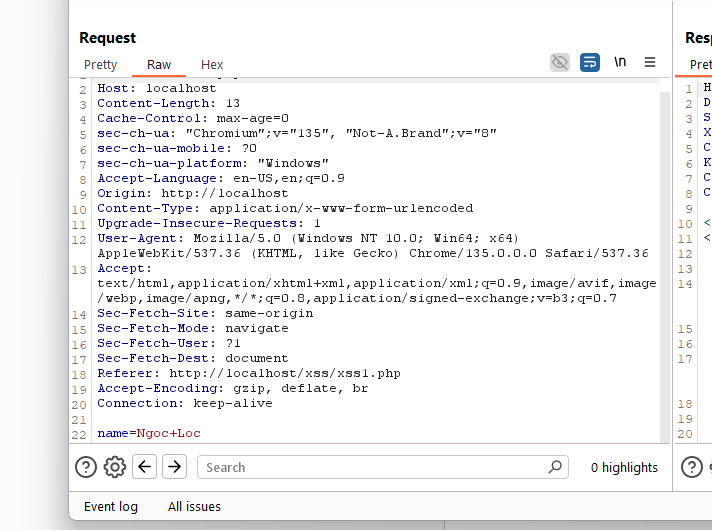 Request
Pretty Raw Hex
\n
2 Host: localhost
3 Content-Length: 13
4 Cache-Control: max-age=0
5 sec-ch-ua: "Chromium";v="135", "Not-A.Brand";v="8"
6 sec-ch-ua-mobile: ?0
7 sec-ch-ua-platform: "Windows"
8 Accept-Language: en-US,en;q=0.9
9 Origin: http://localhost
10 Content-Type: application/x-www-form-urlencoded
11 Upgrade-Insecure-Requests: 1
12 User-Agent: Mozilla/5.0 (Windows NT 10.0; Win64; x64)
AppleWebKit/537.36 (KHTML, like Gecko) Chrome/135.0.0.0 Safari/537.36
13 Accept:
text/html,application/xhtml+xml,application/xml;q=0.9,image/avif,image
/webp,image/apng,*/*;q=0.8,application/signed-exchange;v=b3;q=0.7
14 Sec-Fetch-Site: same-origin
15 Sec-Fetch-Mode: navigate
16 Sec-Fetch-User: ?1
17 Sec-Fetch-Dest: document
18 Referer: http://localhost/xss/xss1.php
19 Accept-Encoding: gzip, deflate, br
20 Connection: keep-alive
21
22 name=Ngoc+Loc
Search
0 highlights
Event log All issues
Resp
Pret
1 H
2 D
3 S
4 X
5 C
6 K
7 C
8 C
9
10 <
11 <
12
13
14
15
16
17
18
19
20